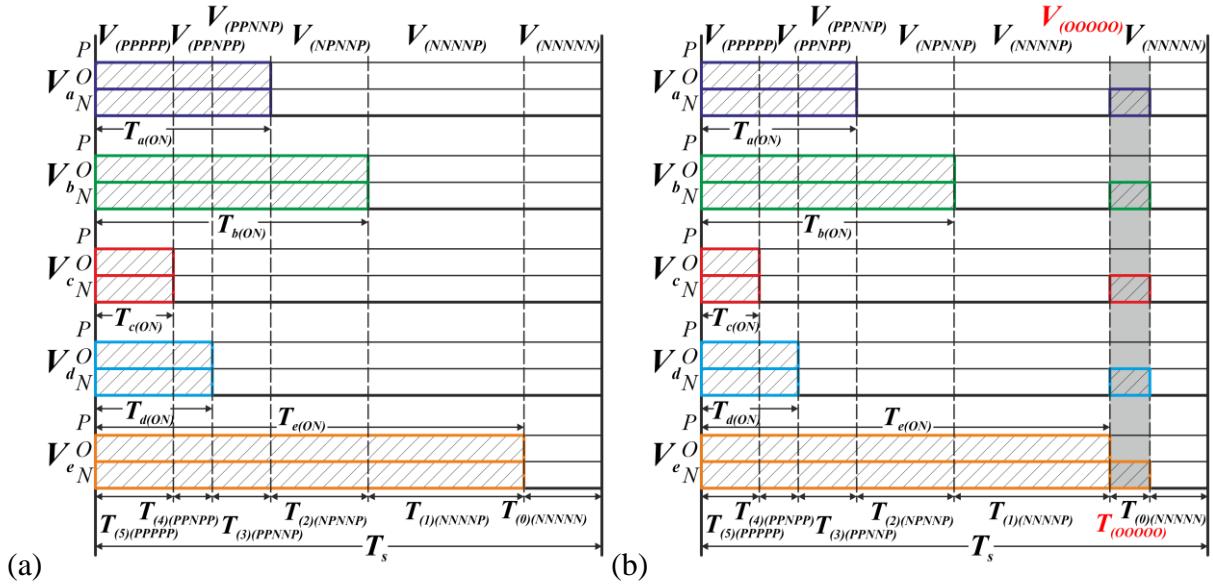 V(PPNNP)
V(PPPPP) V(PPNPP) V(NPNNP) V(NNNNP) V(NNNNN)
P
Va O
N
Ta(ON)
P
Vb O
N
Tb(ON)
P
Vc O
N
Tc(ON)
P
Vd O
N
Td(ON)
Te(ON)
P
Ve O
N
T(4)(PPNPP) T(2)(NPNNP) T(1)(NNNNP) T(0)(NNNNN)
T(5)(PPPPP) T(3)(PPNNP)
Ts
(a)
V(OOOOO)
V(PPNNP)
V(PPPPP) V(PPNPP) V(NPNNP) V(NNNNP) V(NNNNN)
P
Va O
N
Ta(ON)
P
Vb O
N
Tb(ON)
P
Vc O
N
Tc(ON)
P
Vd O
N
Td(ON)
Te(ON)
P
Ve O
N
T(4)(PPNPP) T(2)(NPNNP) T(1)(NNNNP) T(0)(NNNNN)
T(5)(PPPPP) T(3)(PPNNP) T(OOOOO)
Ts
(b)